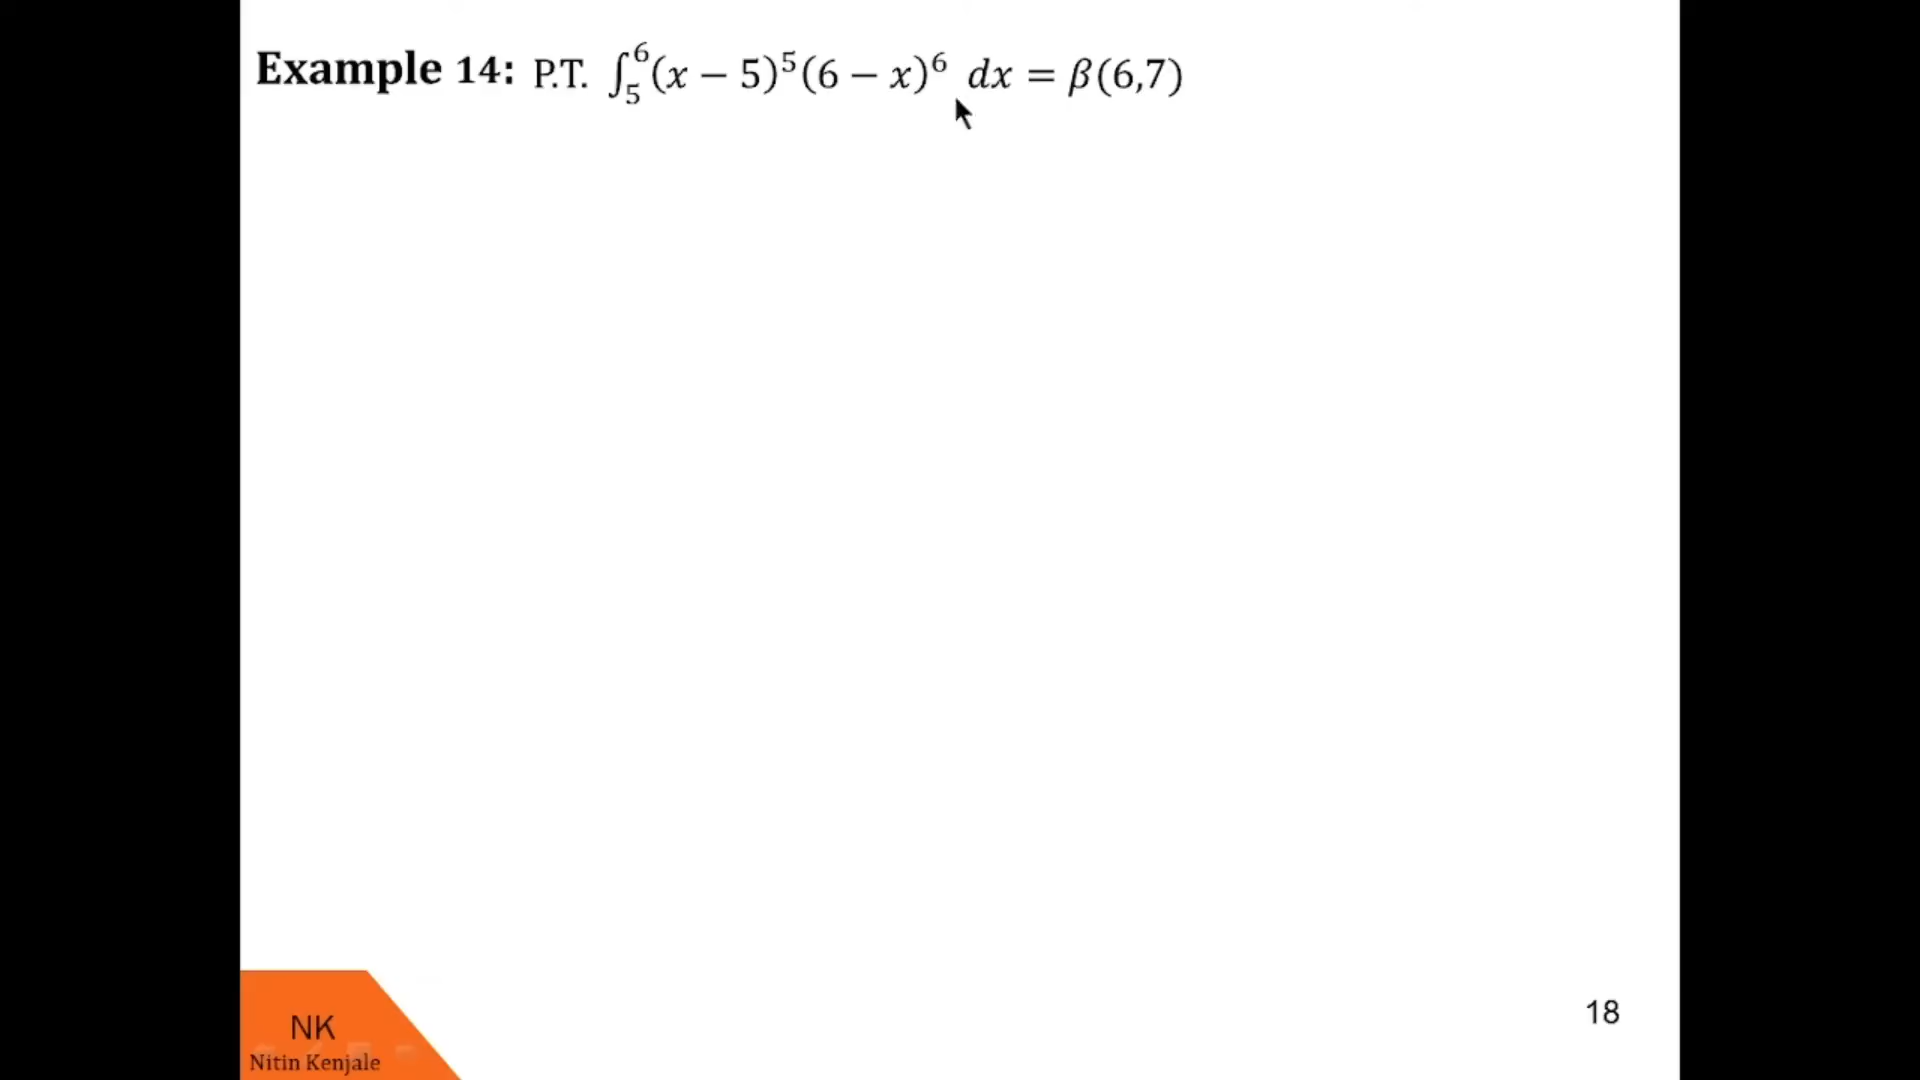 Example 14: P.T. ∫₅⁶(x − 5)⁵(6 − x)⁶ dx = β(6,7)
NK
Nitin Kenjale
18